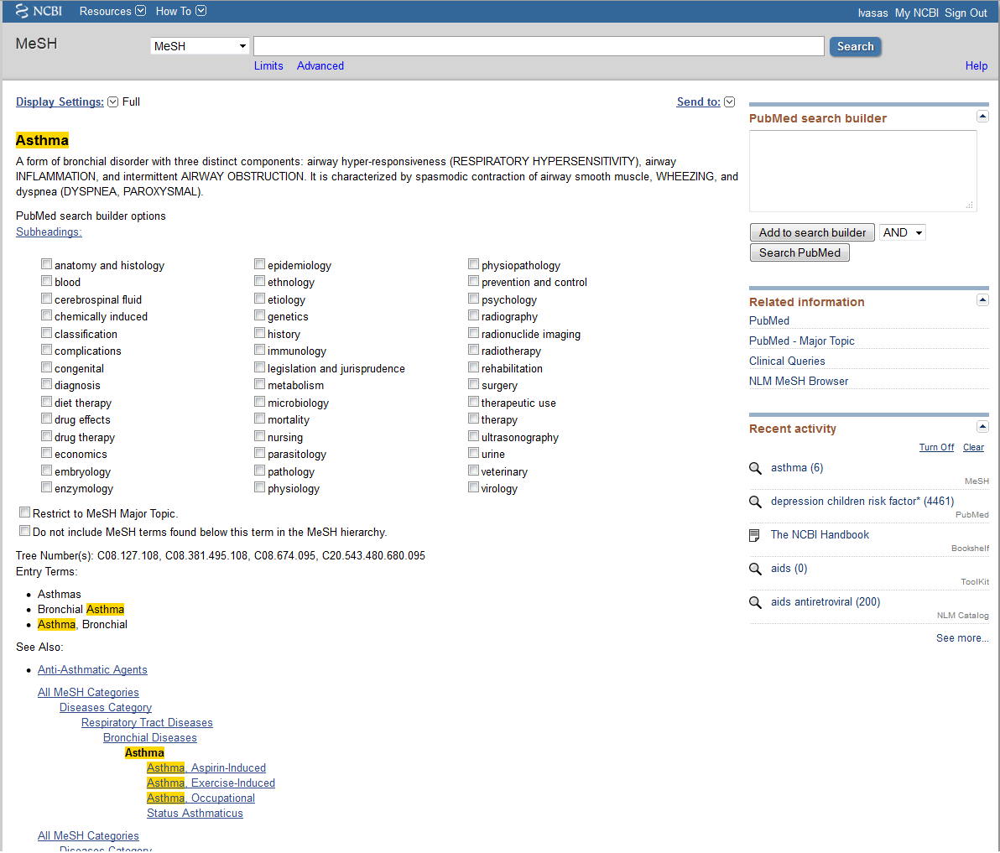 NCBI Resources How To
Ivasas My NCBI Sign Out
MeSH
MeSH
Search
Limits Advanced
Help
Display Settings: Full
Send to:
Asthma
A form of bronchial disorder with three distinct components: airway hyper-responsiveness (RESPIRATORY HYPERSENSITIVITY), airway
INFLAMMATION, and intermittent AIRWAY OBSTRUCTION. It is characterized by spasmodic contraction of airway smooth muscle, WHEEZING, and
dyspnea (DYSPNEA, PAROXYSMAL).
PubMed search builder options
Subheadings:
anatomy and histology
blood
cerebrospinal fluid
chemically induced
classification
complications
congenital
diagnosis
diet therapy
drug effects
drug therapy
economics
embryology
enzymology
epidemiology
ethnology
etiology
genetics
history
immunology
legislation and jurisprudence
metabolism
microbiology
mortality
nursing
parasitology
pathology
physiology
physiopathology
prevention and control
psychology
radiography
radionuclide imaging
radiotherapy
rehabilitation
surgery
therapeutic use
therapy
ultrasonography
urine
veterinary
virology
Restrict to MeSH Major Topic.
Do not include MeSH terms found below this term in the MeSH hierarchy.
Tree Number(s): C08.127.108, C08.381.495.108, C08.674.095, C20.543.480.680.095
Entry Terms:
Asthmas
Bronchial Asthma
Asthma, Bronchial
See Also:
Anti-Asthmatic Agents
All MeSH Categories
Diseases Category
Respiratory Tract Diseases
Bronchial Diseases
Asthma
Asthma, Aspirin-Induced
Asthma, Exercise-Induced
Asthma, Occupational
Status Asthmaticus
All MeSH Categories
Diseases Category
PubMed search builder
Add to search builder AND
Search PubMed
Related information
PubMed
PubMed - Major Topic
Clinical Queries
NLM MeSH Browser
Recent activity
Turn Off Clear
asthma (6)
MeSH
depression children risk factor* (4461)
PubMed
The NCBI Handbook
Bookshelf
aids (0)
ToolKit
aids antiretroviral (200)
NLM Catalog
See more...